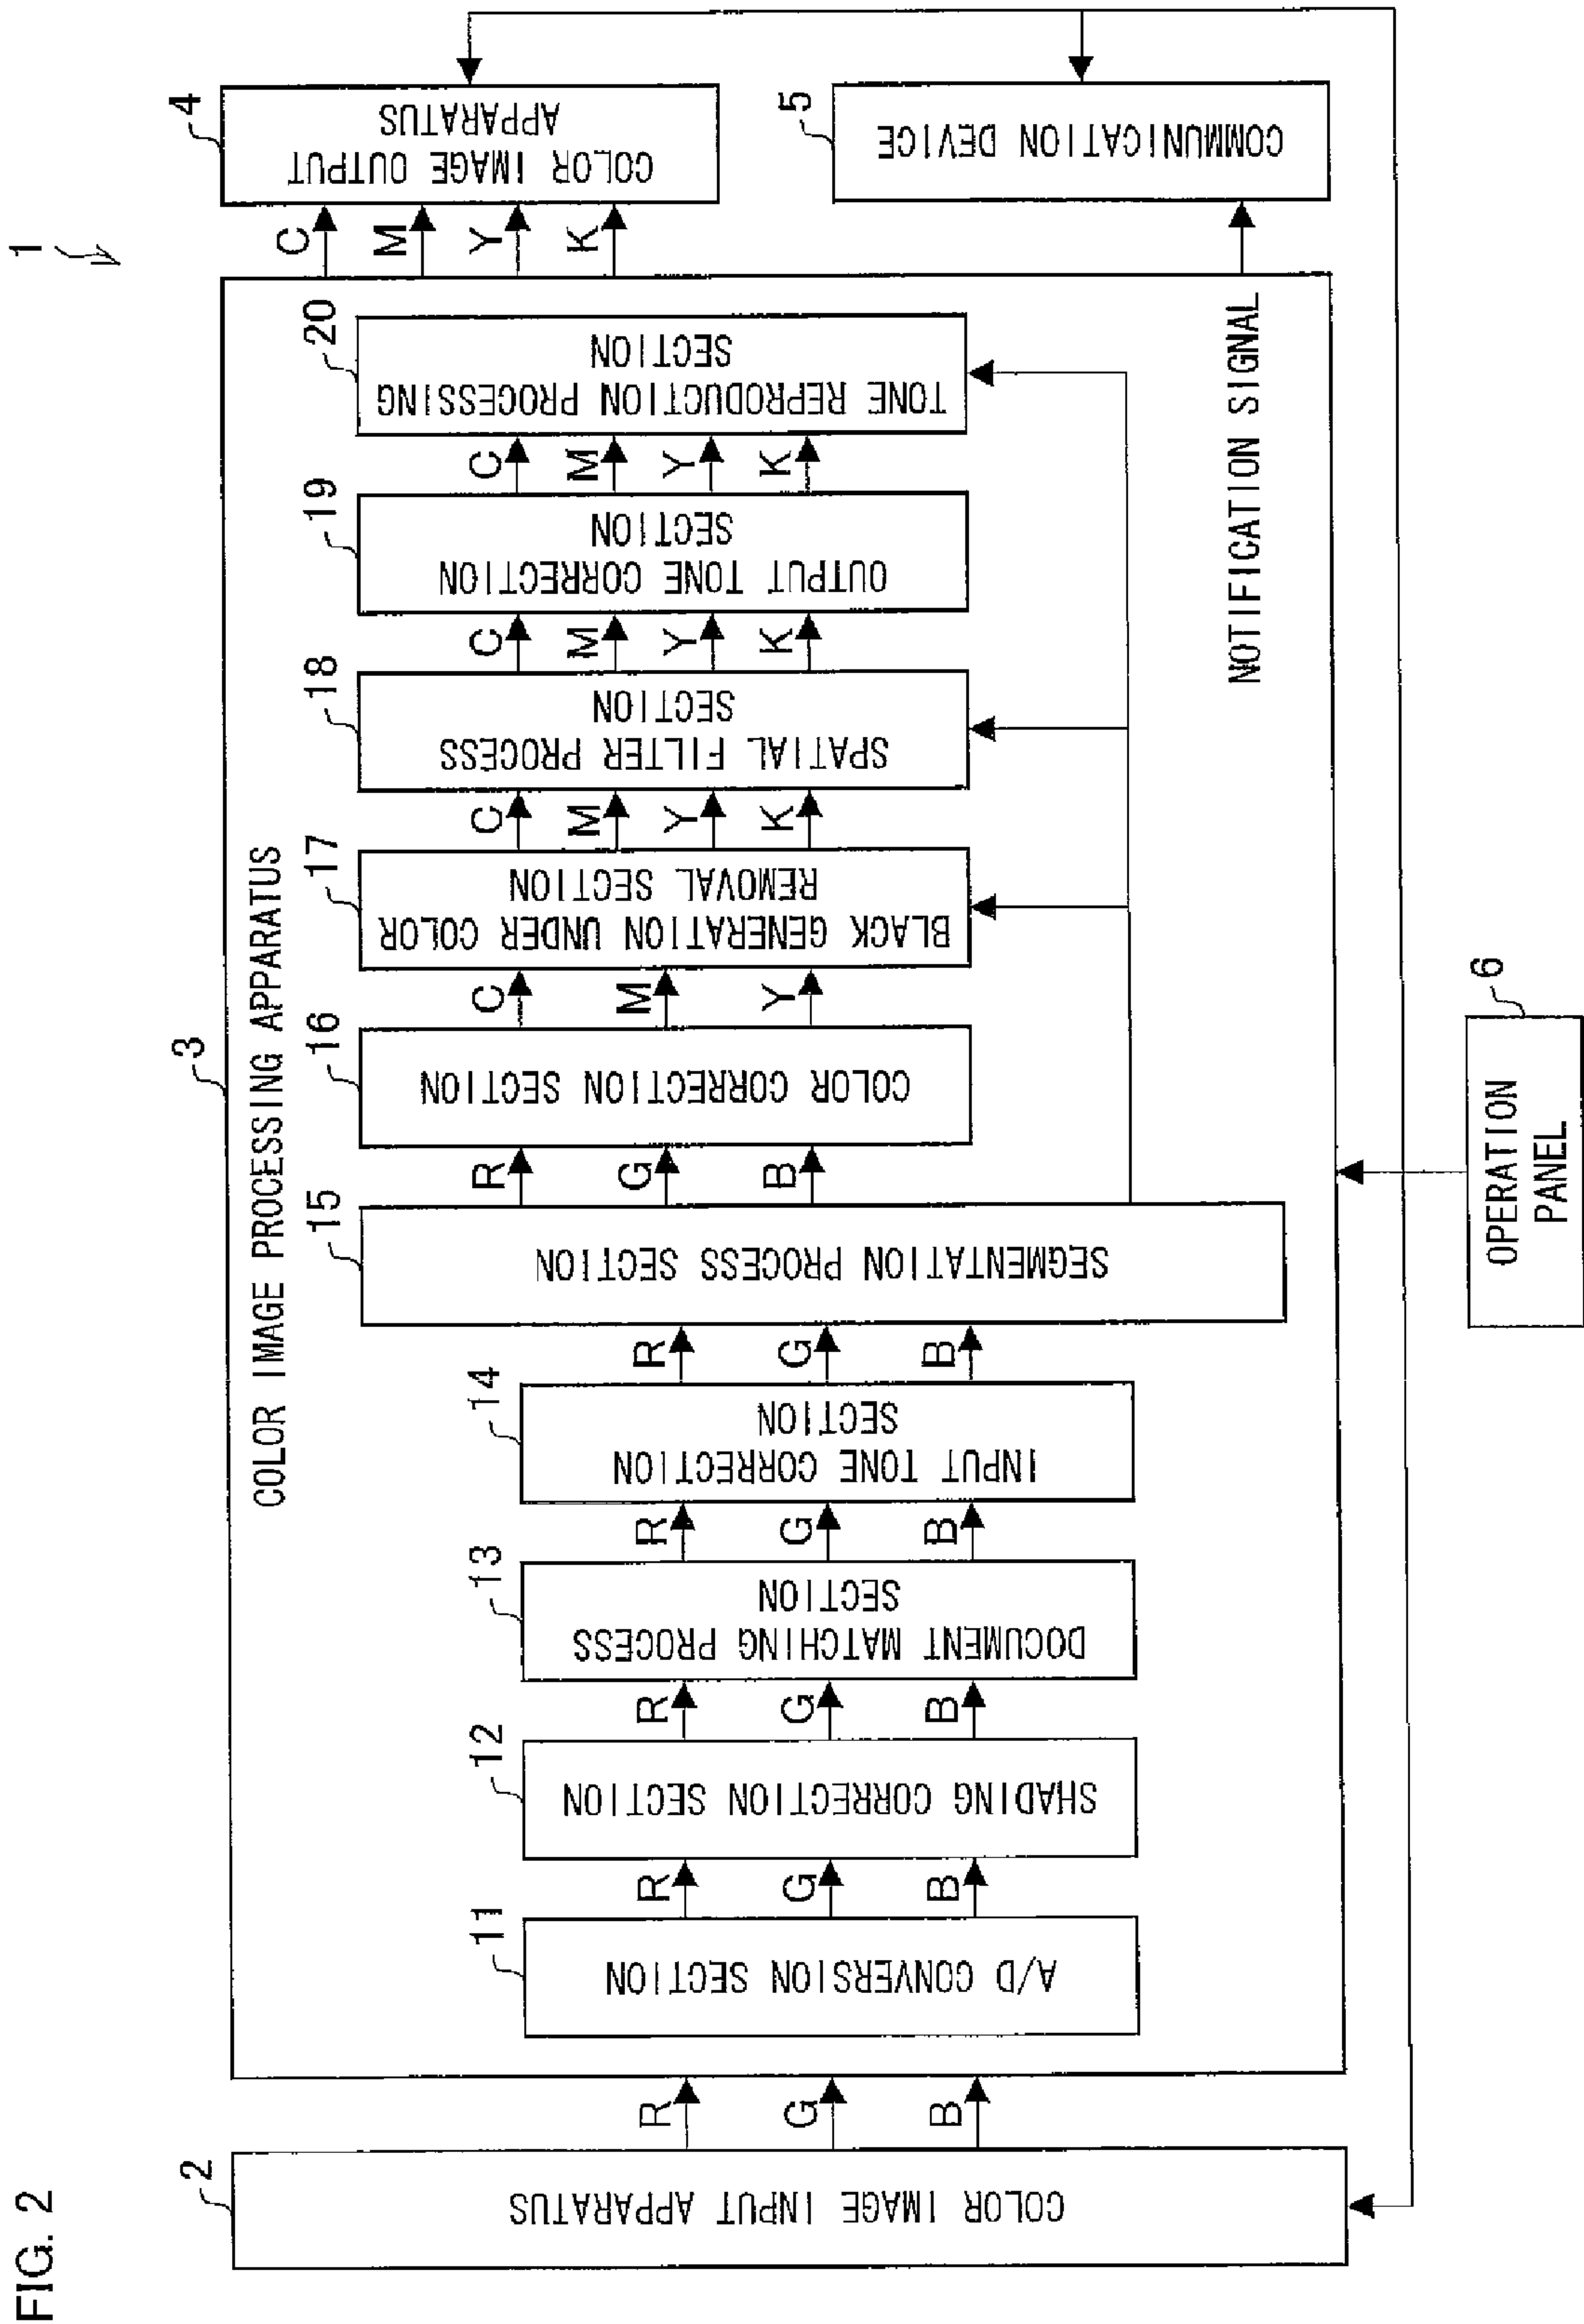 FIG. 2
1
2
COLOR IMAGE INPUT APPARATUS
R
G
B
3
COLOR IMAGE PROCESSING APPARATUS
11
A/D CONVERSION SECTION
R
G
B
12
SHADING CORRECTION SECTION
R
G
B
13
DOCUMENT MATCHING PROCESS
SECTION
R
G
B
14
INPUT TONE CORRECTION
SECTION
R
G
B
15
SEGMENTATION PROCESS SECTION
R
G
B
16
COLOR CORRECTION SECTION
C
M
Y
17
BLACK GENERATION UNDER COLOR
REMOVAL SECTION
C
M
Y
K
18
SPATIAL FILTER PROCESS
SECTION
C
M
Y
K
19
OUTPUT TONE CORRECTION
SECTION
C
M
Y
K
20
TONE REPRODUCTION PROCESSING
SECTION
NOTIFICATION SIGNAL
C
M
Y
K
4
COLOR IMAGE OUTPUT
APPARATUS
5
COMMUNICATION DEVICE
6
OPERATION
PANEL